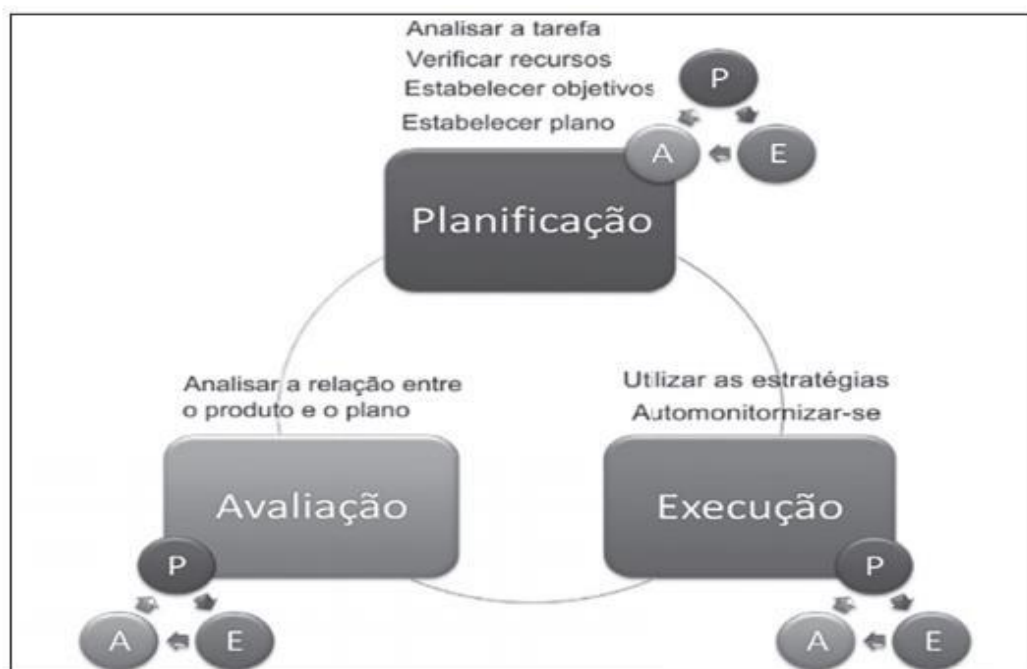 Analisar a tarefa
Verificar recursos
Estabelecer objetivos
Estabelecer plano
P
A
E
Planificação
Analisar a relação entre
o produto e o plano
Utilizar as estratégias
Automonitornizar-se
Avaliação
Execução
P
A
E
P
A
E